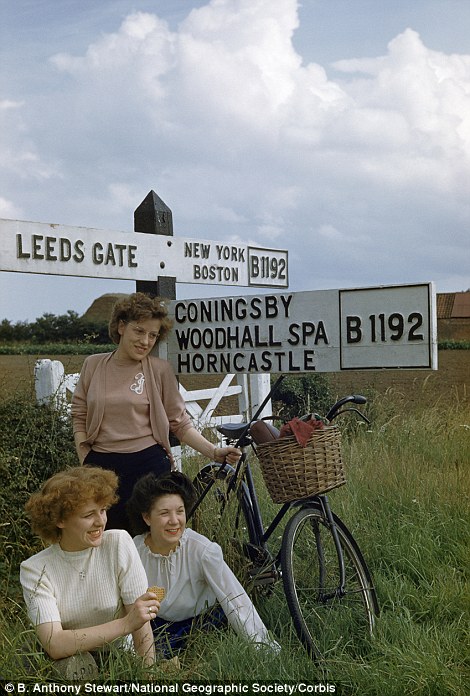 LEEDS GATE
NEW YORK
BOSTON
B1192
CONINGSBY
WOODHALL SPA
HORNCASTLE
B 1192
© B. Anthony Stewart/National Geographic Society/Corbis